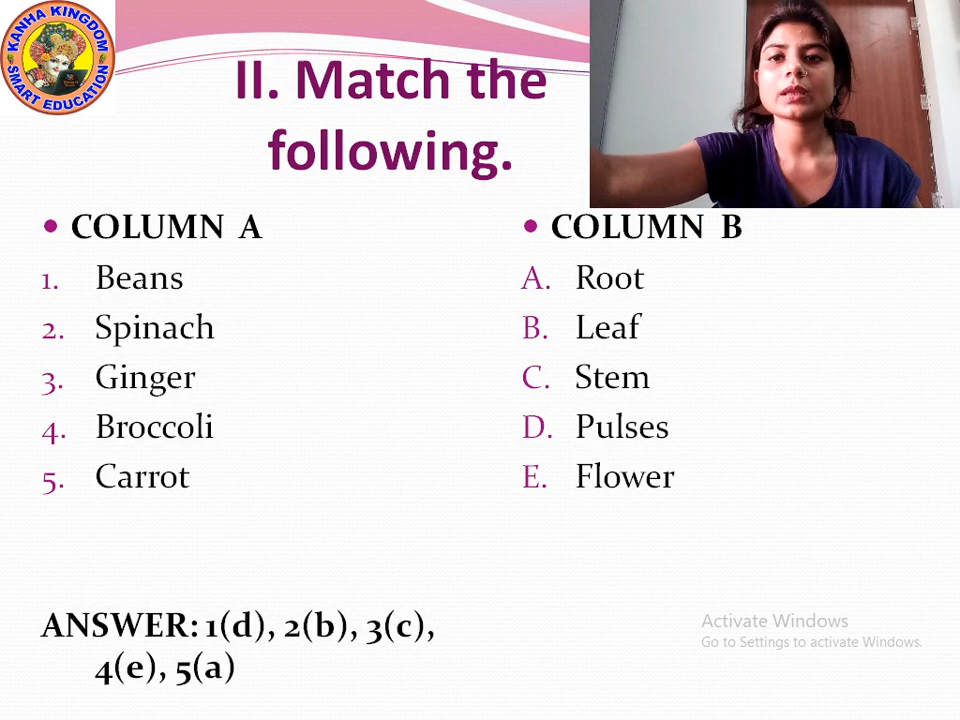 KANHA KINGDOM
SMART EDUCATION
II. Match the
following.
COLUMN A
1. Beans
2. Spinach
3. Ginger
4. Broccoli
5. Carrot
ANSWER: 1(d), 2(b), 3(c),
4(e), 5(a)
COLUMN B
A. Root
B. Leaf
C. Stem
D. Pulses
E. Flower
Activate Windows
Go to Settings to activate Windows.